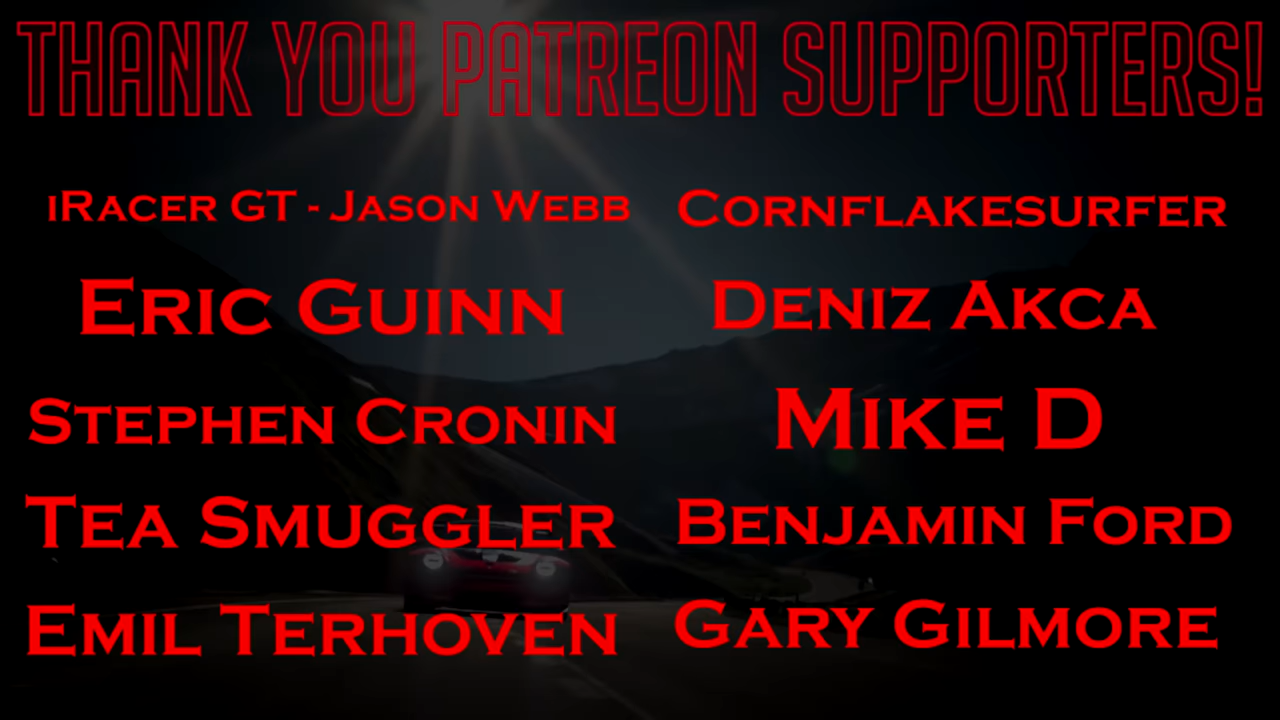 THANK YOU PATREON SUPPORTERS!
iRacer GT - Jason Webb
Cornflakesurfer
Eric Guinn
Deniz Akca
Stephen Cronin
Mike D
Tea Smuggler
Benjamin Ford
Emil Terhoven
Gary Gilmore